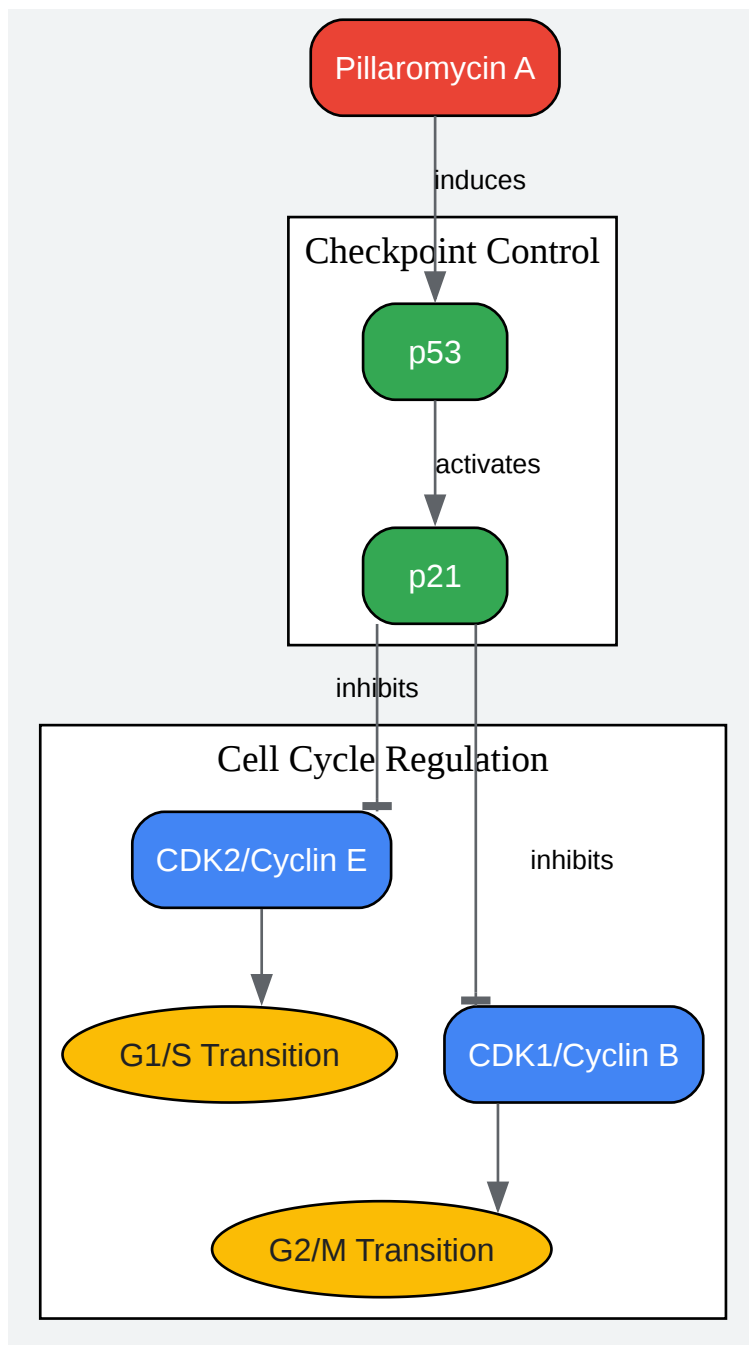 Pillaromycin A
induces
Checkpoint Control
p53
activates
p21
inhibits
Cell Cycle Regulation
CDK2/Cyclin E
inhibits
G1/S Transition
CDK1/Cyclin B
G2/M Transition